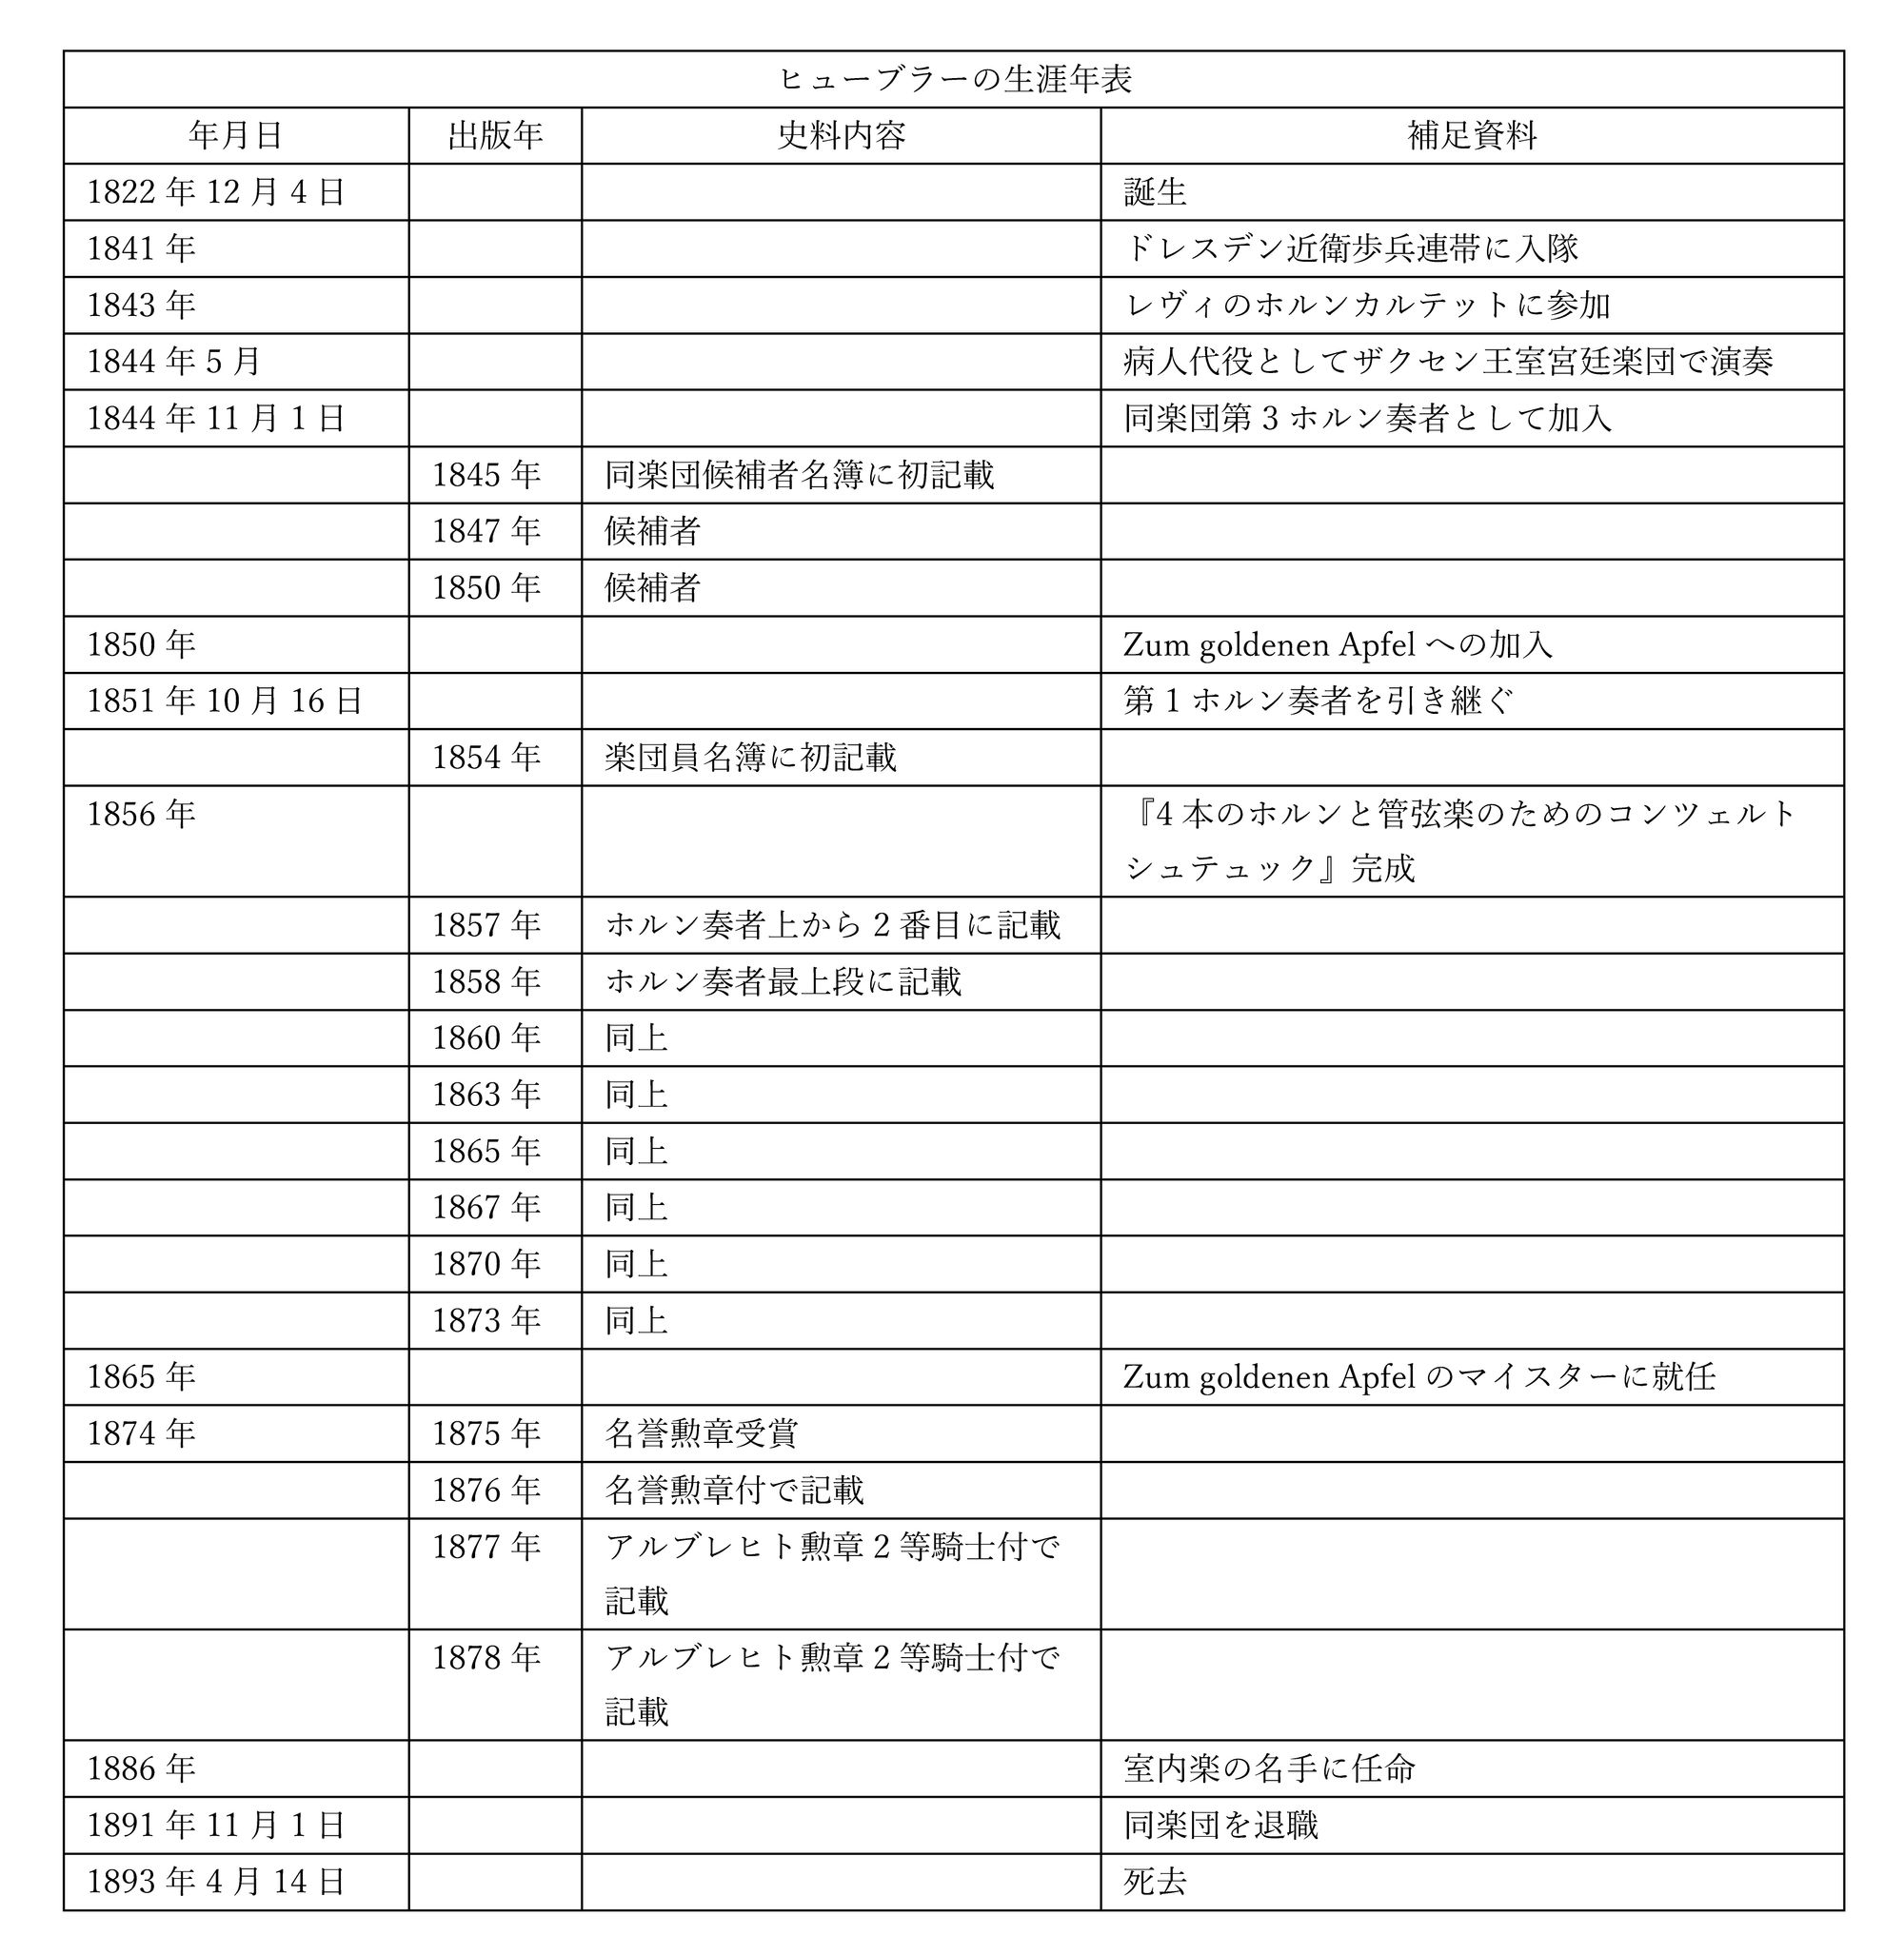 ヒューブラーの生涯年表
年月日 出版年 史料内容 補足資料
1822 年 12 月 4 日 誕生
1841 年 ドレスデン近衛歩兵連帯に入隊
1843 年 レヴィのホルンカルテットに参加
1844 年 5 月 病人代役としてザクセン王室宮廷楽団で演奏
1844 年 11 月 1 日 同楽団第 3 ホルン奏者として加入
1845 年 同楽団候補者名簿に初記載
1847 年 候補者
1850 年 候補者
1850 年 Zum goldenen Apfel への加入
1851 年 10 月 16 日 第 1 ホルン奏者を引き継ぐ
1854 年 楽団員名簿に初記載
1856 年 『4 本のホルンと管弦楽のためのコンツェルト
シュテュック』完成
1857 年 ホルン奏者上から 2 番目に記載
1858 年 ホルン奏者最上段に記載
1860 年 同上
1863 年 同上
1865 年 同上
1867 年 同上
1870 年 同上
1873 年 同上
1865 年 Zum goldenen Apfel のマイスターに就任
1874 年 1875 年 名誉勲章受賞
1876 年 名誉勲章付で記載
1877 年 アルブレヒト勲章 2 等騎士付で
記載
1878 年 アルブレヒト勲章 2 等騎士付で
記載
1886 年 室内楽の名手に任命
1891 年 11 月 1 日 同楽団を退職
1893 年 4 月 14 日 死去